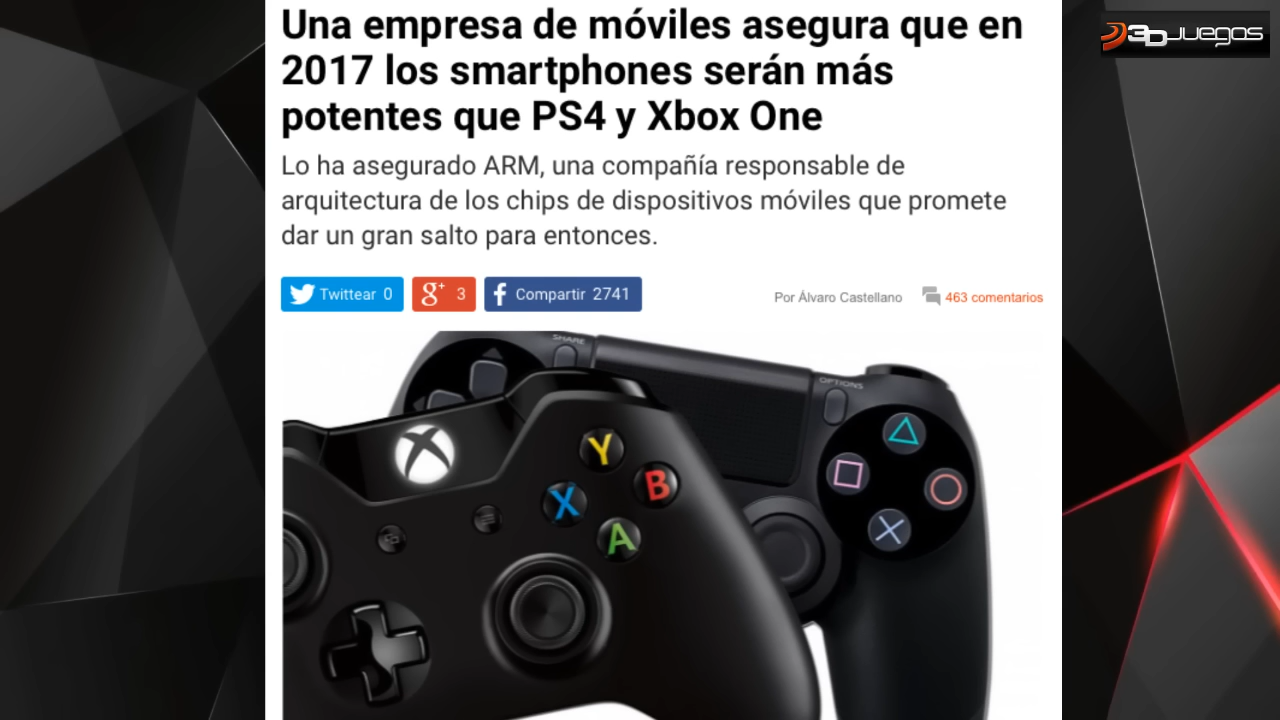 3DJUEGOS
Una empresa de móviles asegura que en
2017 los smartphones serán más
potentes que PS4 y Xbox One
Lo ha asegurado ARM, una compañía responsable de
arquitectura de los chips de dispositivos móviles que promete
dar un gran salto para entonces.
Twittear 0
g+ 3
f Compartir 2741
Por Álvaro Castellano
463 comentarios
SHARE
OPTIONS
Y
B
X
A